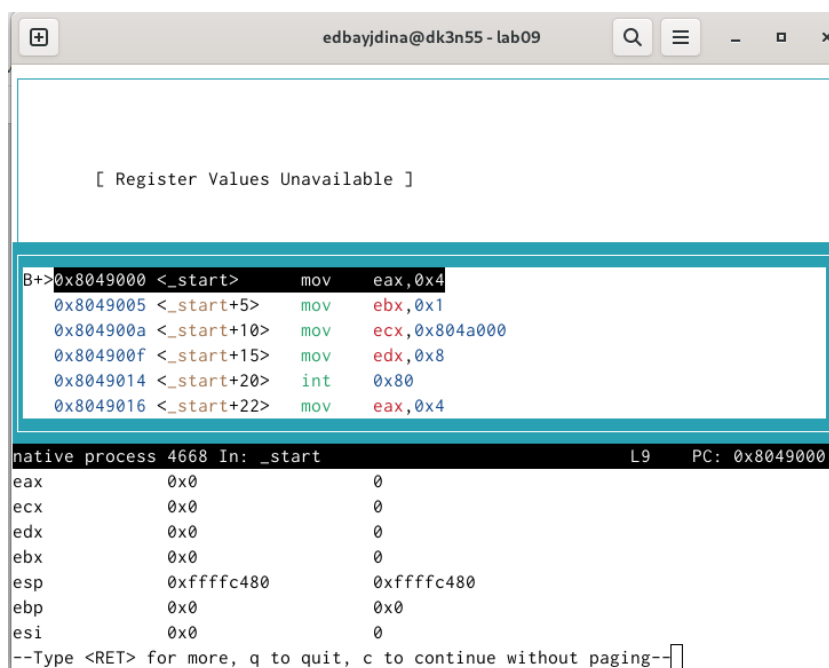 edbayjdina@dk3n55 - lab09
[ Register Values Unavailable ]
B+>0x8049000 <_start> mov eax,0x4
0x8049005 <_start+5> mov ebx,0x1
0x804900a <_start+10> mov ecx,0x804a000
0x804900f <_start+15> mov edx,0x8
0x8049014 <_start+20> int 0x80
0x8049016 <_start+22> mov eax,0x4
native process 4668 In: _start L9 PC: 0x8049000
eax 0x0 0
ecx 0x0 0
edx 0x0 0
ebx 0x0 0
esp 0xffffc480 0xffffc480
ebp 0x0 0x0
esi 0x0 0
--Type <RET> for more, q to quit, c to continue without paging--